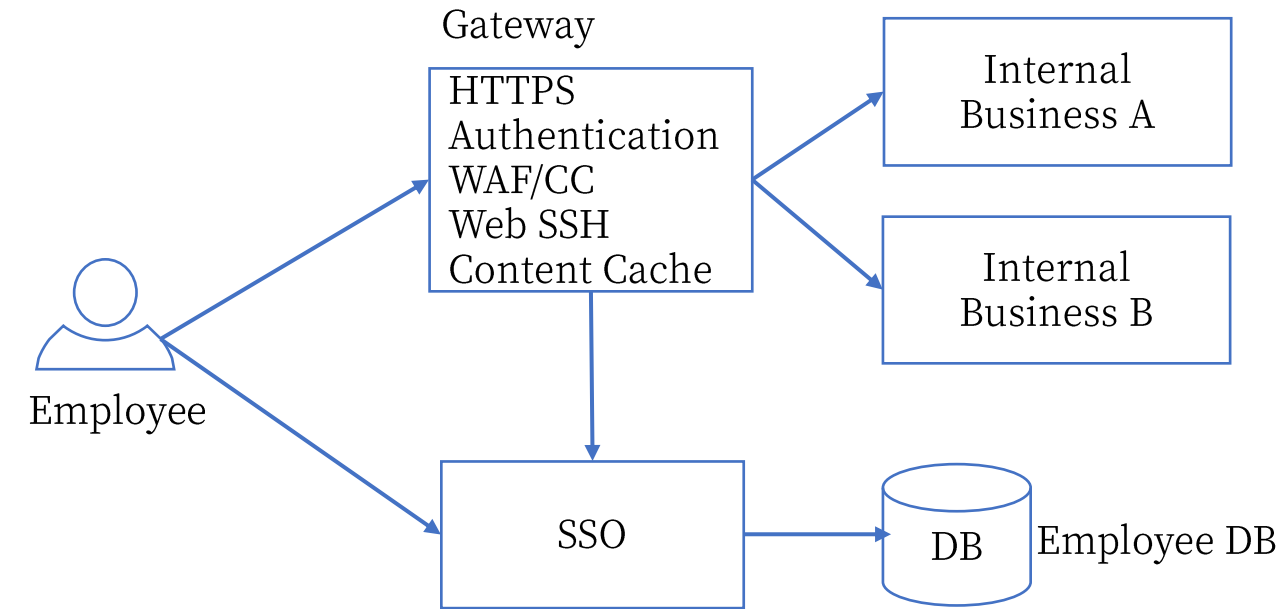 Gateway
HTTPS
Authentication
WAF/CC
Web SSH
Content Cache
Internal
Business A
Internal
Business B
Employee
SSO
DB
Employee DB